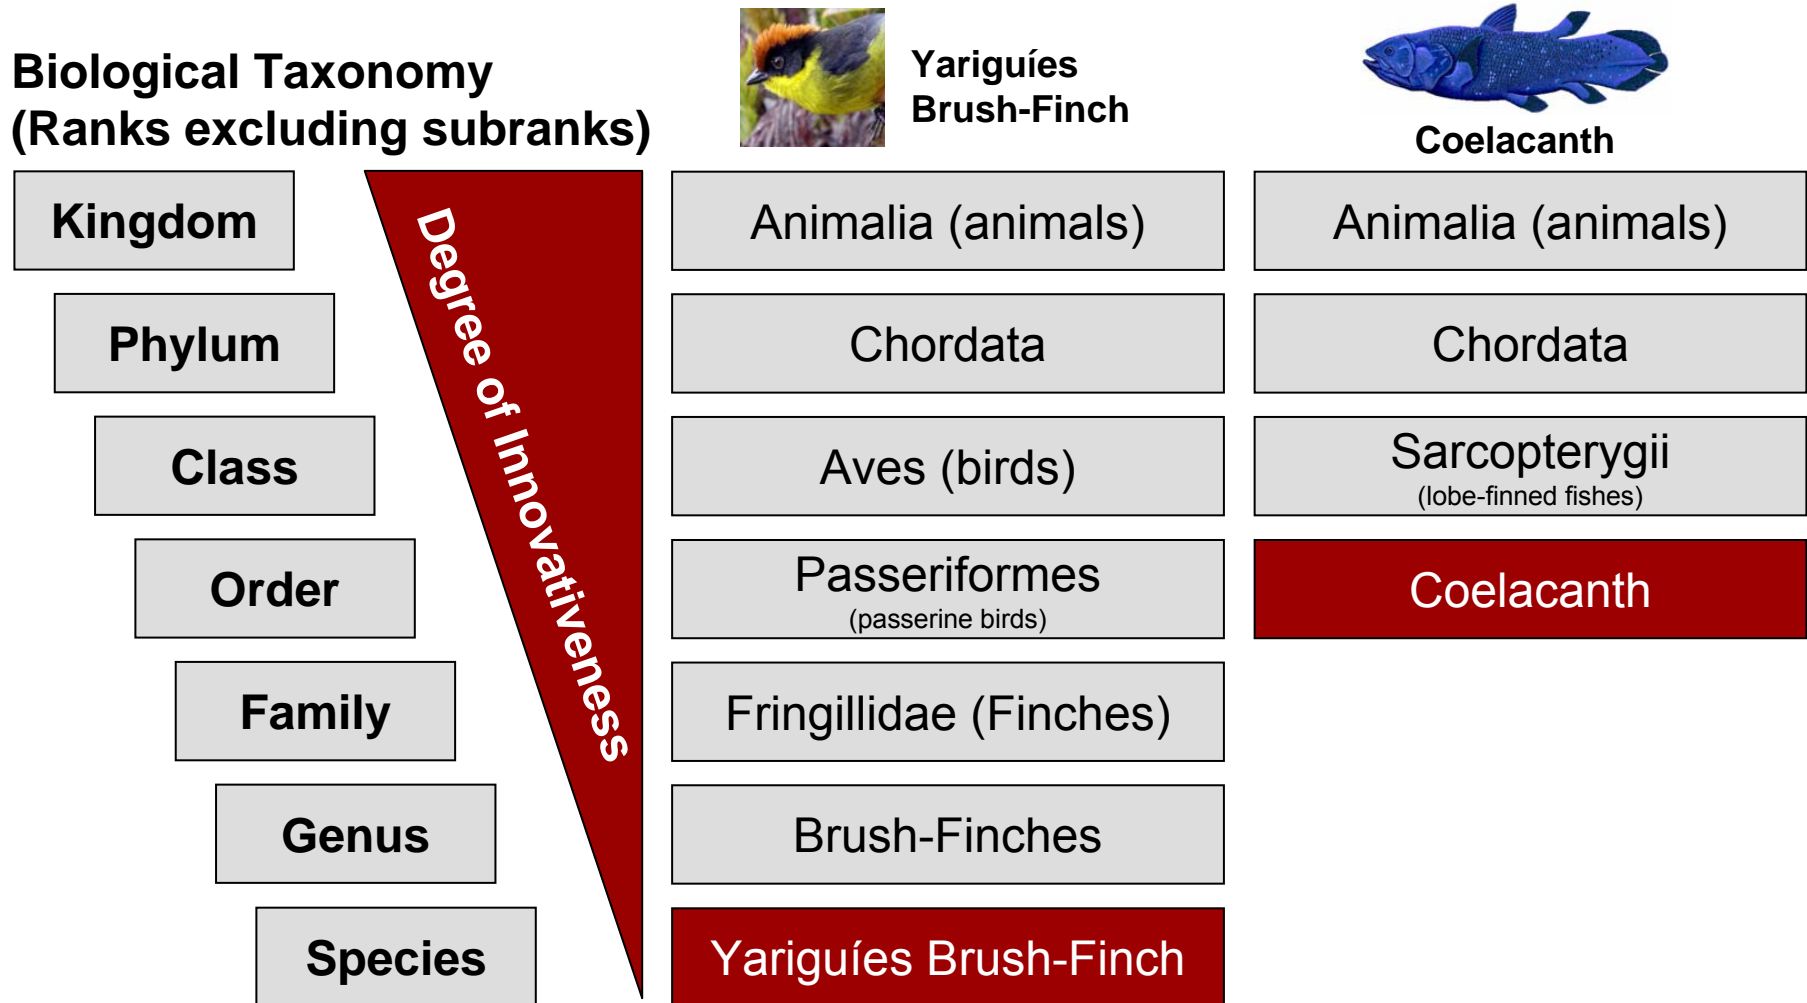 Biological Taxonomy
(Ranks excluding subranks)
Yariguíes
Brush-Finch
Coelacanth
Kingdom
Phylum
Class
Order
Family
Genus
Species
Degree of Innovativeness
Animalia (animals)
Chordata
Aves (birds)
Passeriformes
(passerine birds)
Fringillidae (Finches)
Brush-Finches
Yariguíes Brush-Finch
Animalia (animals)
Chordata
Sarcopterygii
(lobe-finned fishes)
Coelacanth